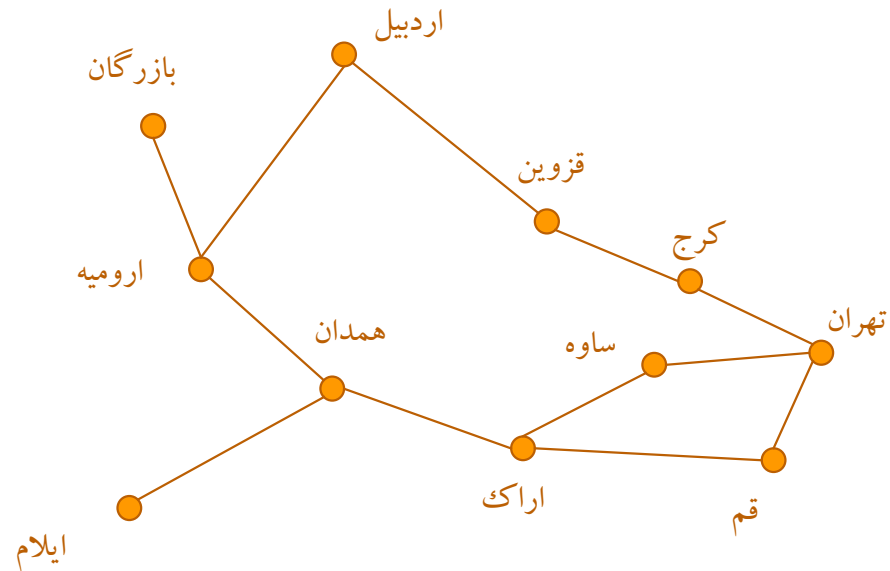 اردبیل
بازرگان
قزوین
کرج
ارومیه
تهران
همدان
ساوه
اراک
قم
ایلام